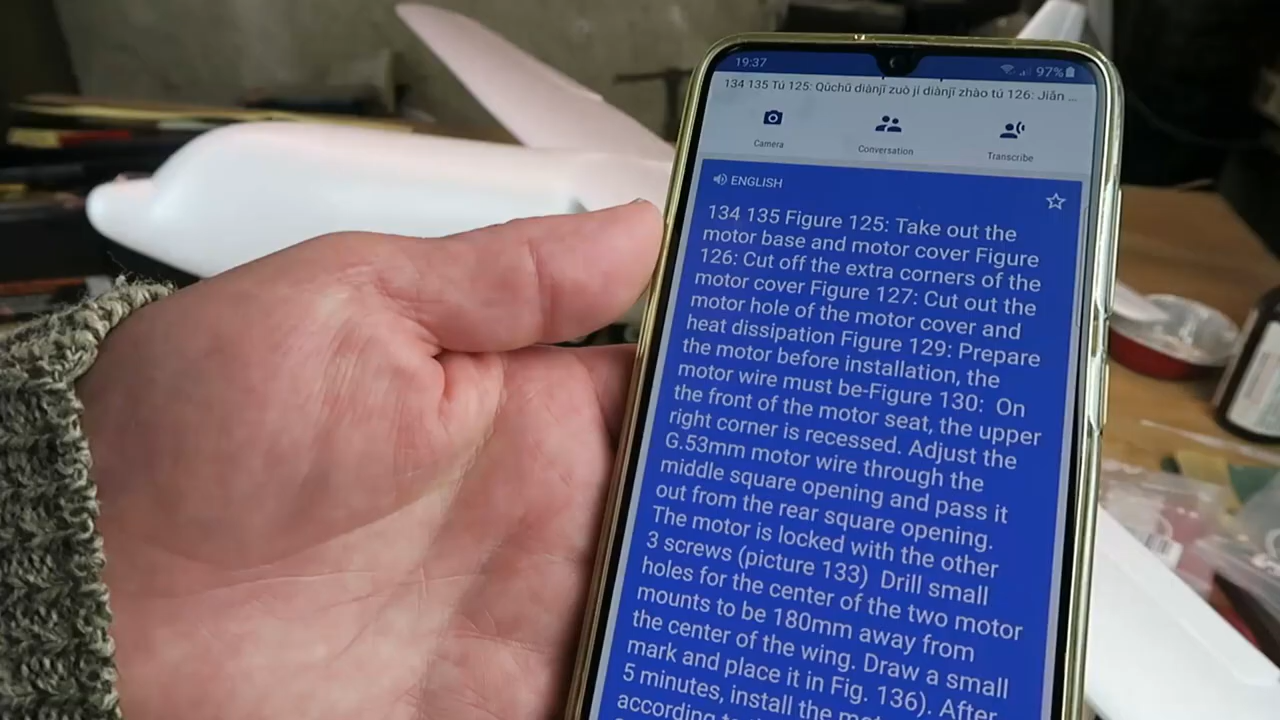 19:37
97%
134 135 Tú 125: Qǔchū diànjī zuò jí diànjī zhào tú 126: Jiǎn ...
Camera
Conversation
Transcribe
ENGLISH
134 135 Figure 125: Take out the
motor base and motor cover Figure
126: Cut off the extra corners of the
motor cover Figure 127: Cut out the
motor hole of the motor cover and
heat dissipation Figure 129: Prepare
the motor before installation, the
motor wire must be-Figure 130: On
the front of the motor seat, the upper
right corner is recessed. Adjust the
G.53mm motor wire through the
middle square opening and pass it
out from the rear square opening.
The motor is locked with the other
3 screws (picture 133) Drill small
holes for the center of the two motor
mounts to be 180mm away from
the center of the wing. Draw a small
mark and place it in Fig. 136). After
5 minutes, install the
according